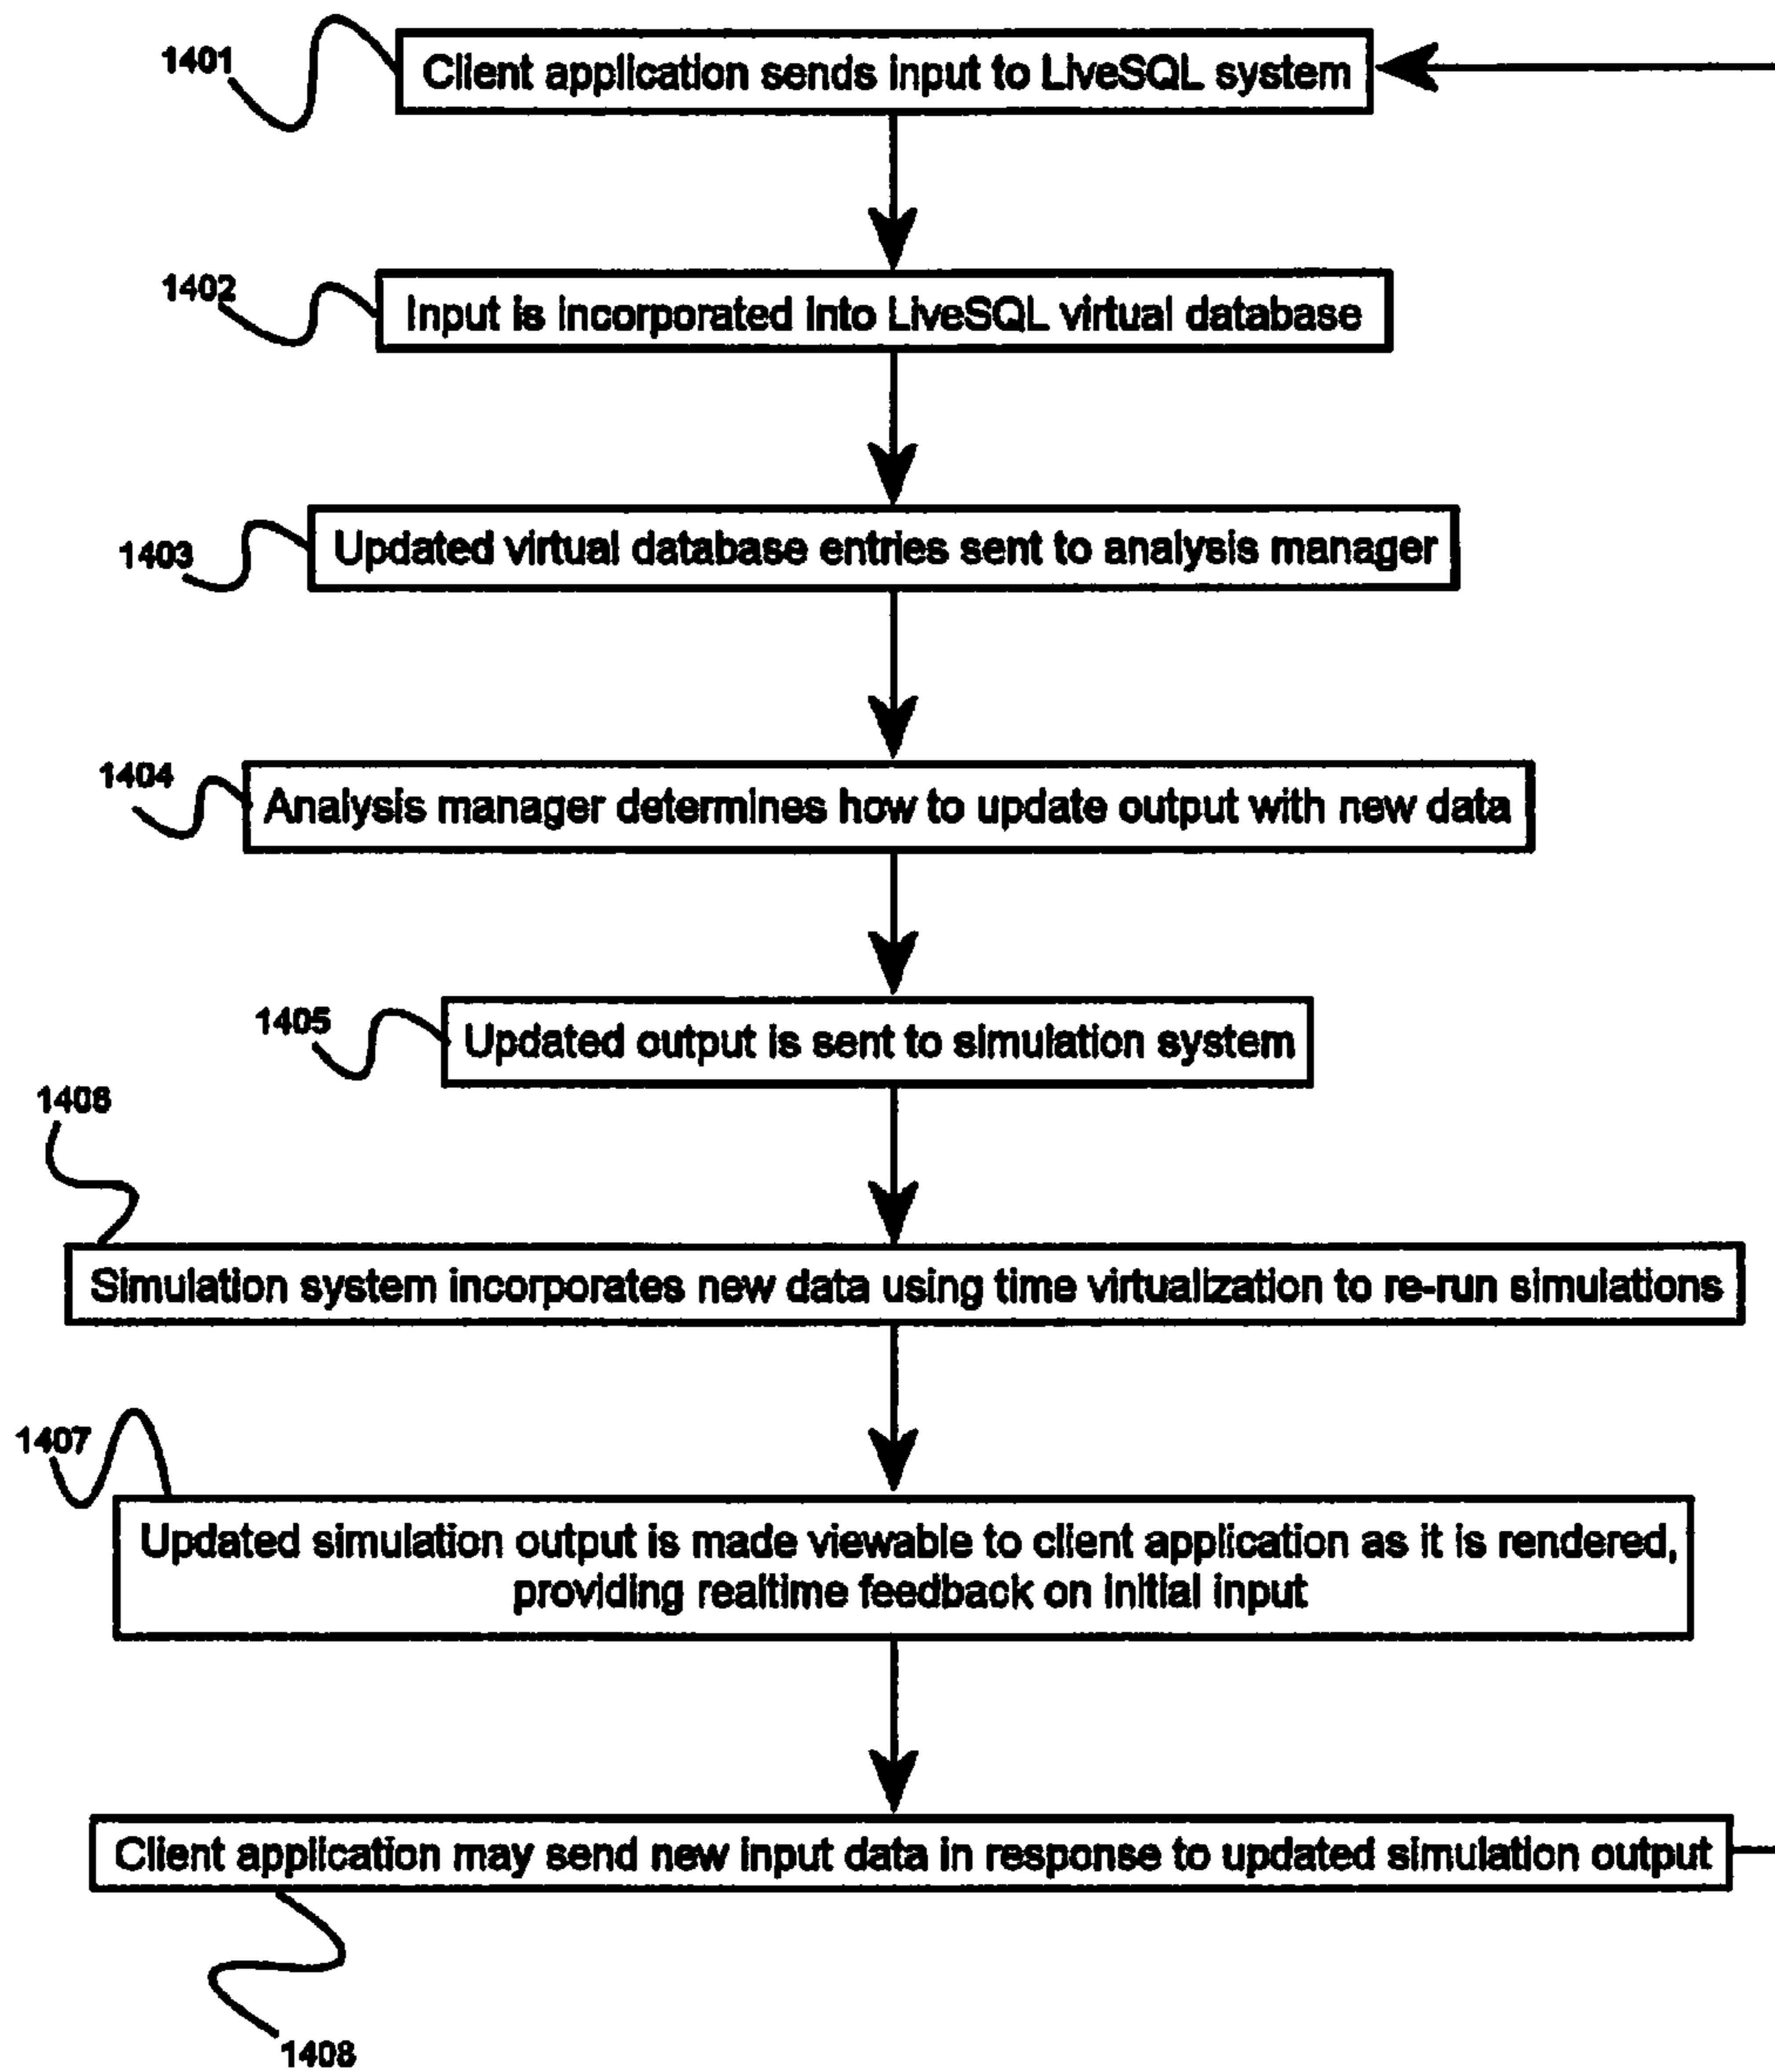 1401
Client application sends input to LiveSQL system
1402
Input is incorporated into LiveSQL virtual database
1403
Updated virtual database entries sent to analysis manager
1404
Analysis manager determines how to update output with new data
1405
Updated output is sent to simulation system
1406
Simulation system incorporates new data using time virtualization to re-run simulations
1407
Updated simulation output is made viewable to client application as it is rendered,
providing realtime feedback on initial input
Client application may send new input data in response to updated simulation output
1408